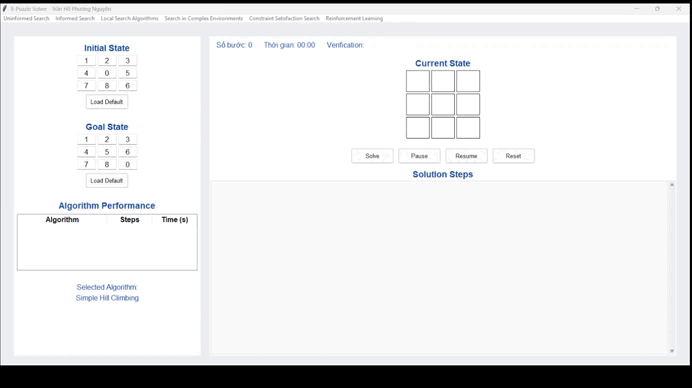 8-Puzzle Solver - Trần Hồ Phương Nguyên
Uninformed Search Informed Search Local Search Algorithms Search in Complex Environments Constraint Satisfaction Search Reinforcement Learning
Initial State
1 2 3
4 0 5
7 8 6
Load Default
Goal State
1 2 3
4 5 6
7 8 0
Load Default
Algorithm Performance
Algorithm Steps Time (s)
Selected Algorithm:
Simple Hill Climbing
Số bước: 0 Thời gian: 00:00 Verification:
Current State
Solve Pause Resume Reset
Solution Steps